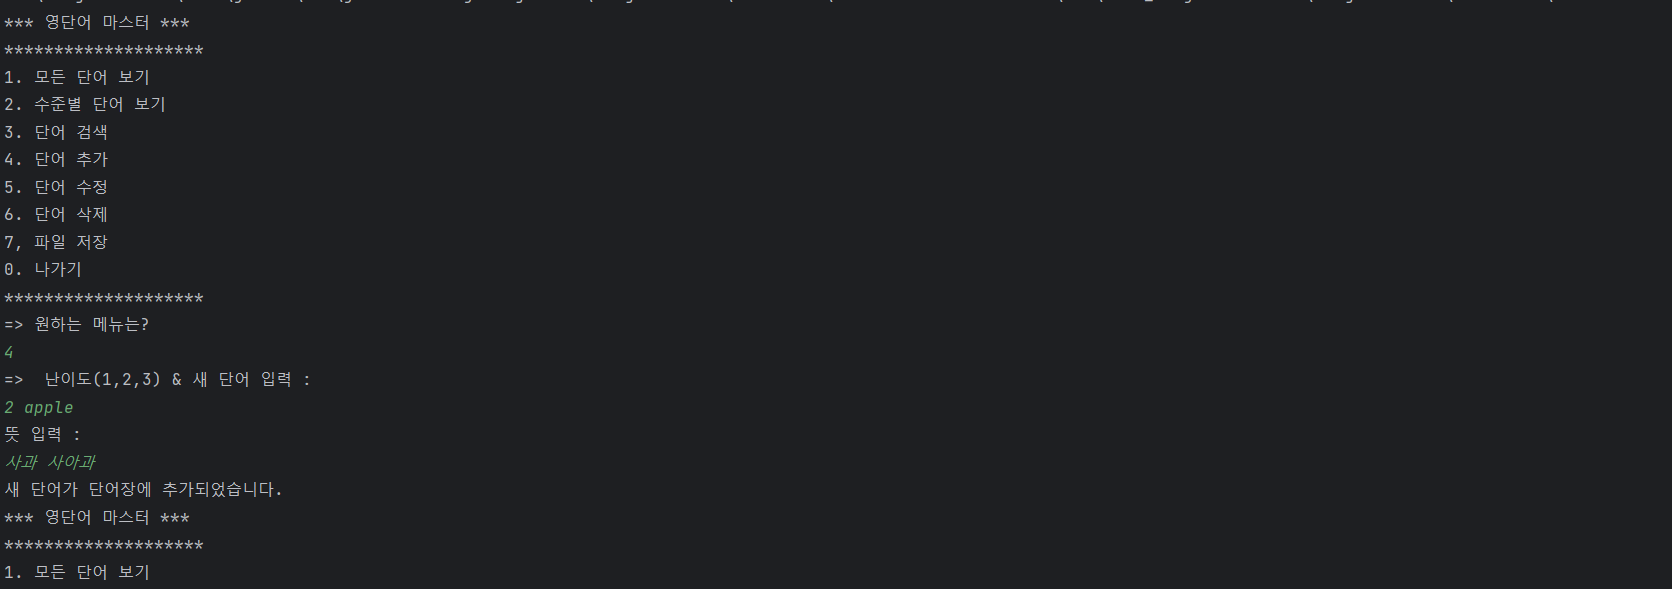 *** 영단어 마스터 ***
********************
1. 모든 단어 보기
2. 수준별 단어 보기
3. 단어 검색
4. 단어 추가
5. 단어 수정
6. 단어 삭제
7, 파일 저장
0. 나가기
********************
=> 원하는 메뉴는?
4
=>  난이도(1,2,3) & 새 단어 입력 :
2 apple
뜻 입력 :
사과 사아과
새 단어가 단어장에 추가되었습니다.
*** 영단어 마스터 ***
********************
1. 모든 단어 보기